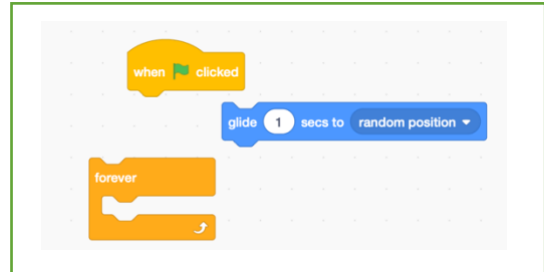 when clicked
glide 1 secs to random position
forever